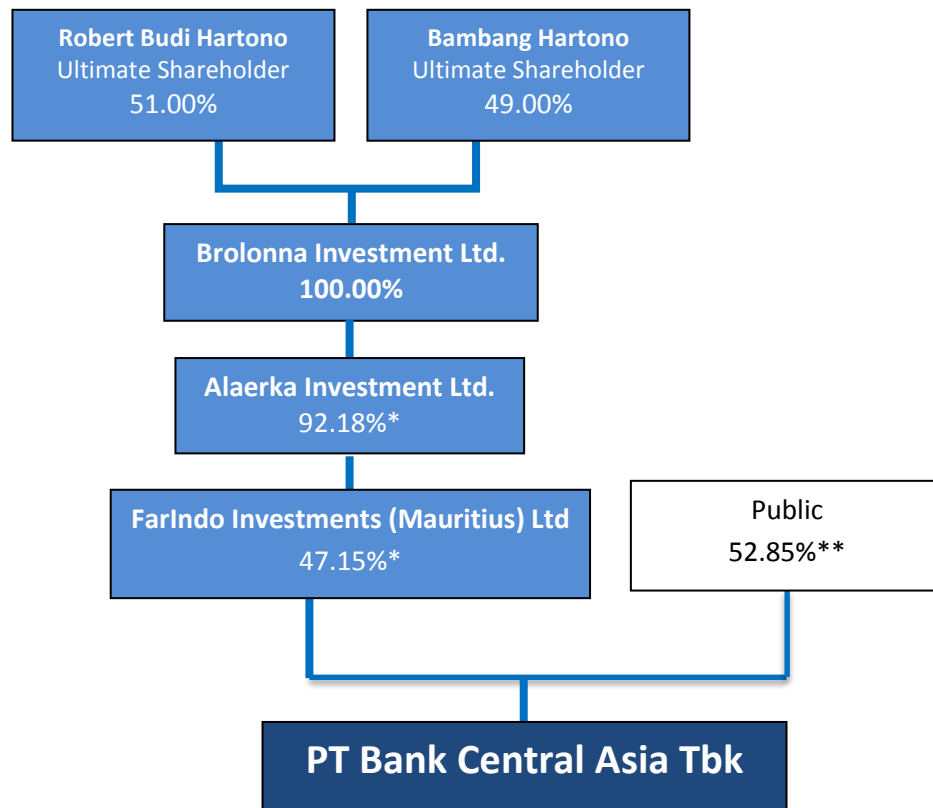 Robert Budi Hartono
Ultimate Shareholder
51.00%
Bambang Hartono
Ultimate Shareholder
49.00%
Brolonna Investment Ltd.
100.00%
Alaerka Investment Ltd.
92.18%*
FarIndo Investments (Mauritius) Ltd
47.15%*
Public
52.85%**
PT Bank Central Asia Tbk